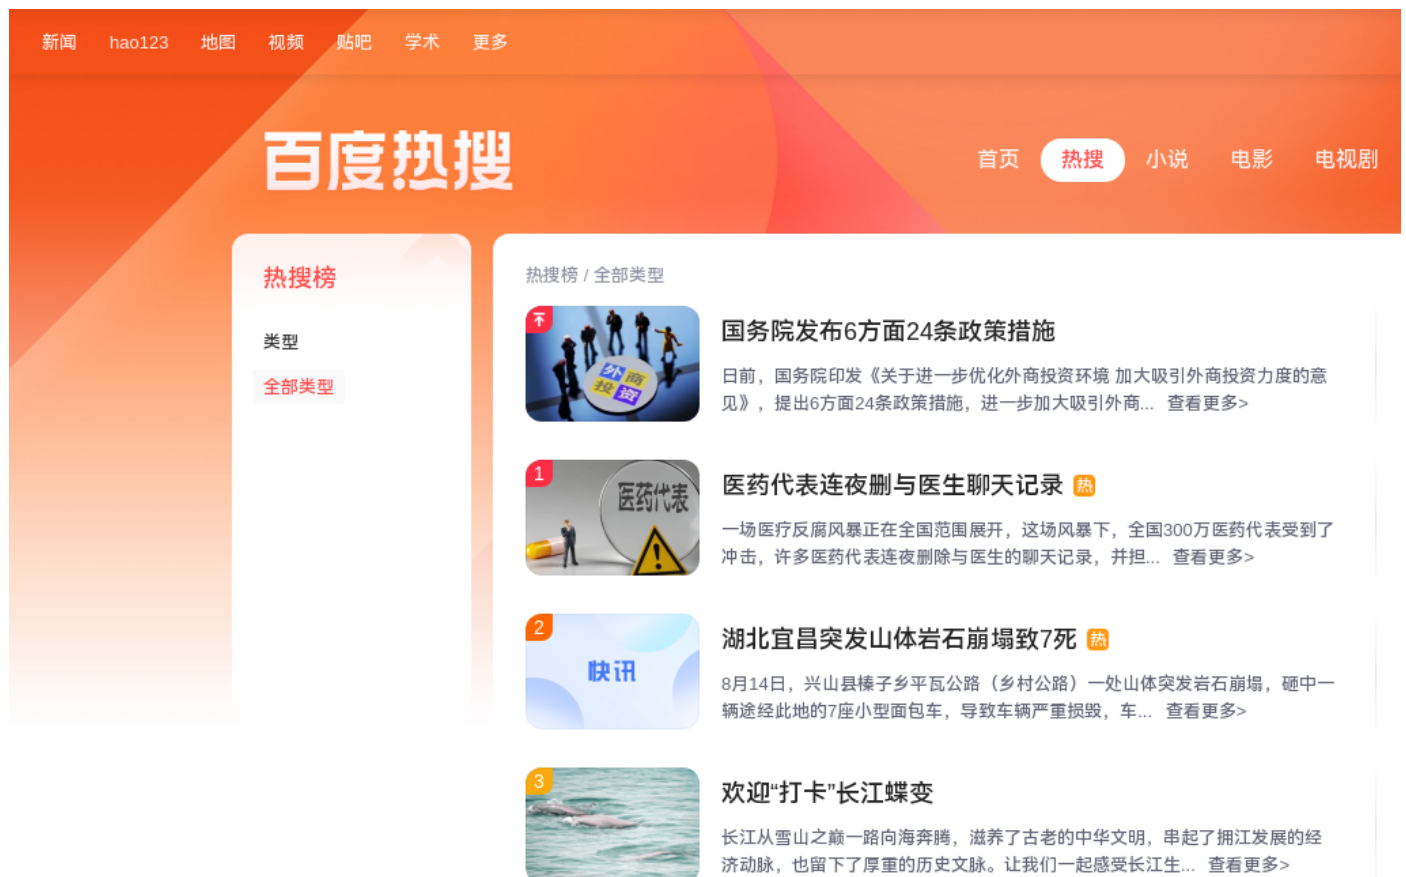 新闻 hao123 地图 视频 贴吧 学术 更多
百度热搜
首页 热搜 小说 电影 电视剧
热搜榜
类型
全部类型
热搜榜 / 全部类型
外商投资
国务院发布6方面24条政策措施
日前，国务院印发《关于进一步优化外商投资环境 加大吸引外商投资力度的意
见》，提出6方面24条政策措施，进一步加大吸引外商... 查看更多>
1
医药代表
医药代表连夜删与医生聊天记录 热
一场医疗反腐风暴正在全国范围展开，这场风暴下，全国300万医药代表受到了
冲击，许多医药代表连夜删除与医生的聊天记录，并担... 查看更多>
2
快讯
湖北宜昌突发山体岩石崩塌致7死 热
8月14日，兴山县榛子乡平瓦公路（乡村公路）一处山体突发岩石崩塌，砸中一
辆途经此地的7座小型面包车，导致车辆严重损毁，车... 查看更多>
3
欢迎“打卡”长江蝶变
长江从雪山之巅一路向海奔腾，滋养了古老的中华文明，串起了拥江发展的经
济动脉，也留下了厚重的历史文脉。让我们一起感受长江生... 查看更多>